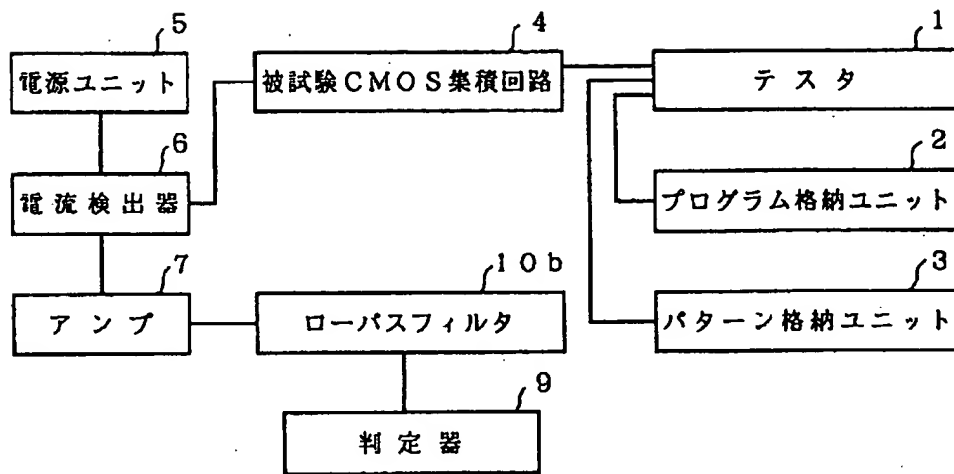 5
電源ユニット
4
被試験CMOS集積回路
1
テスタ
6
電流検出器
2
プログラム格納ユニット
7
アンプ
10b
ローパスフィルタ
3
パターン格納ユニット
9
判定器